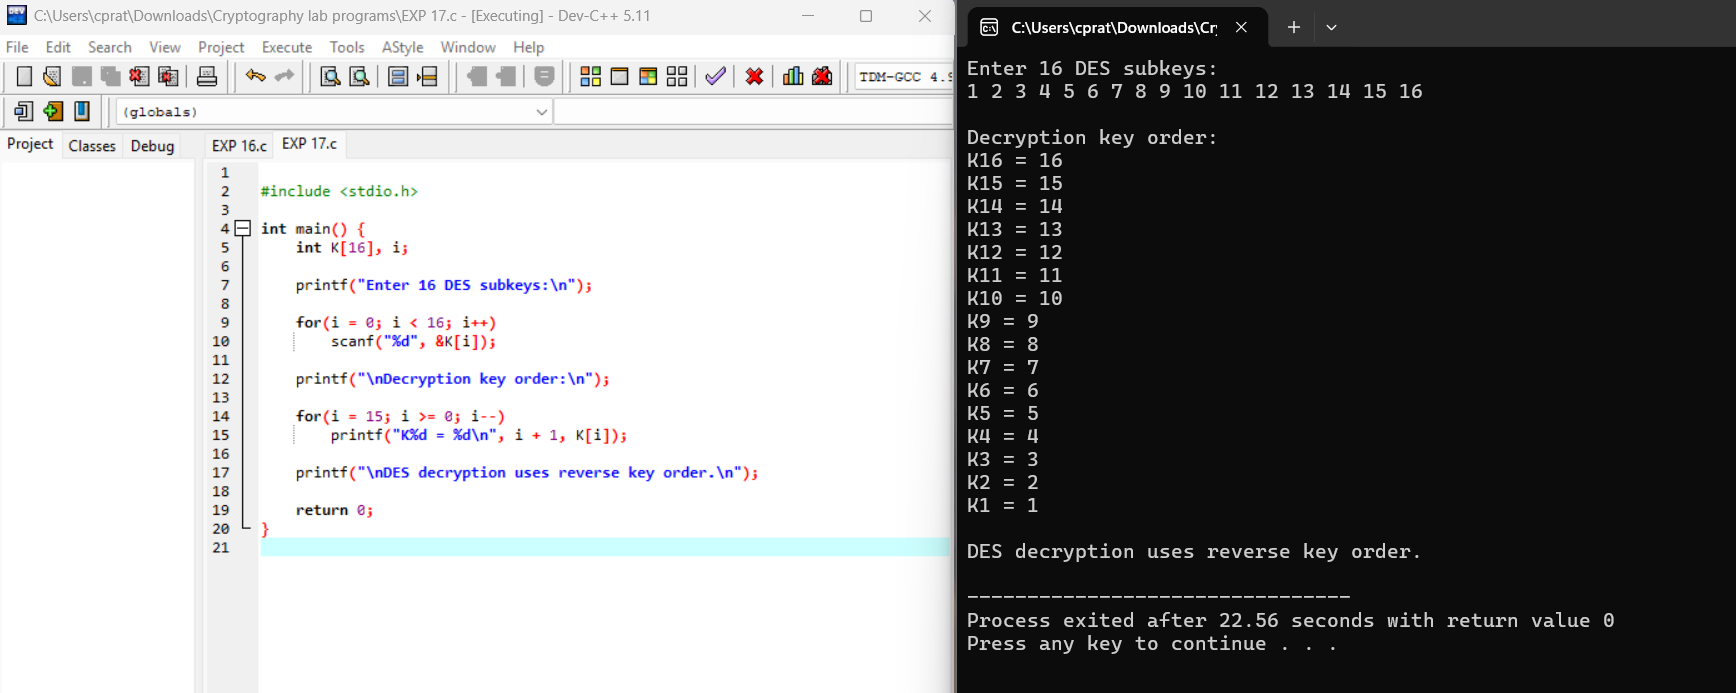 C:\Users\cprat\Downloads\Cryptography lab programs\EXP 17.c - [Executing] - Dev-C++ 5.11
File Edit Search View Project Execute Tools AStyle Window Help
TDM-GCC 4.9
(globals)
Project Classes Debug
EXP 16.c EXP 17.c
1
2 #include <stdio.h>
3
4 int main() {
5 int K[16], i;
6
7 printf("Enter 16 DES subkeys:\n");
8
9 for(i = 0; i < 16; i++)
10 scanf("%d", &K[i]);
11
12 printf("\nDecryption key order:\n");
13
14 for(i = 15; i >= 0; i--)
15 printf("K%d = %d\n", i + 1, K[i]);
16
17 printf("\nDES decryption uses reverse key order.\n");
18
19 return 0;
20 }
21
C:\Users\cprat\Downloads\Cry
Enter 16 DES subkeys:
1 2 3 4 5 6 7 8 9 10 11 12 13 14 15 16
Decryption key order:
K16 = 16
K15 = 15
K14 = 14
K13 = 13
K12 = 12
K11 = 11
K10 = 10
K9 = 9
K8 = 8
K7 = 7
K6 = 6
K5 = 5
K4 = 4
K3 = 3
K2 = 2
K1 = 1
DES decryption uses reverse key order.
--------------------------------
Process exited after 22.56 seconds with return value 0
Press any key to continue . . .